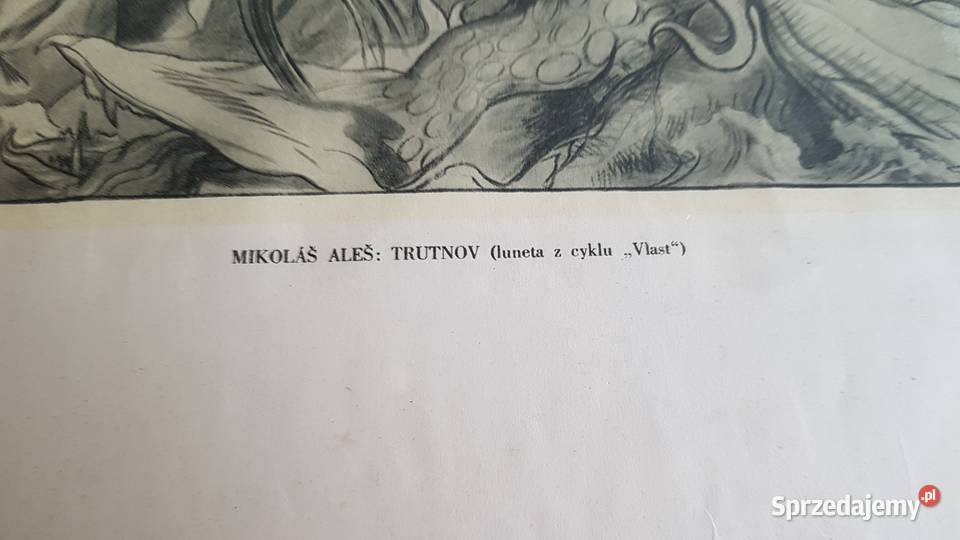 MIKOLÁŠ ALEŠ: TRUTNOV (luneta z cyklu „Vlast“)
Sprzedajemy .pl